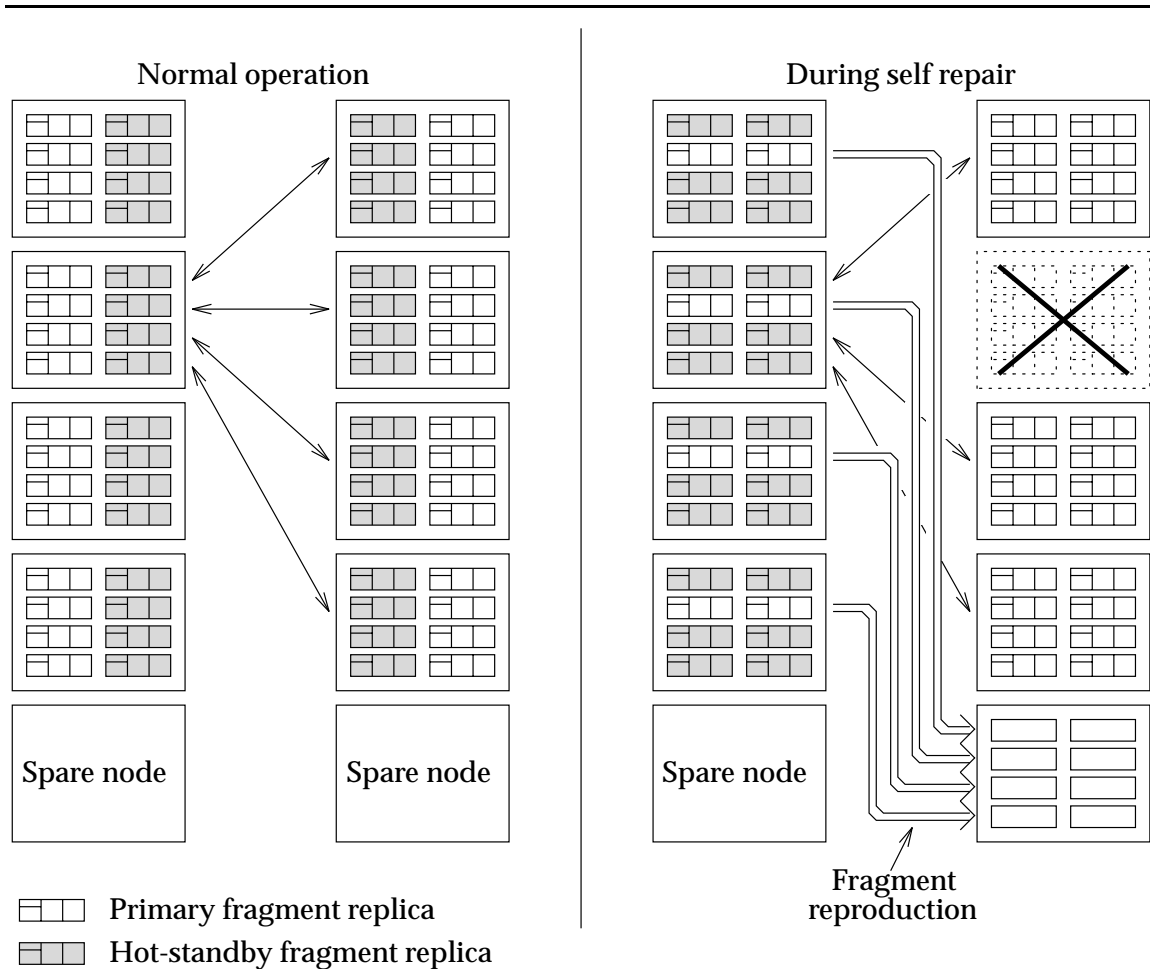 Normal operation
During self repair
Spare node
Spare node
Spare node
Fragment
reproduction
Primary fragment replica
Hot-standby fragment replica